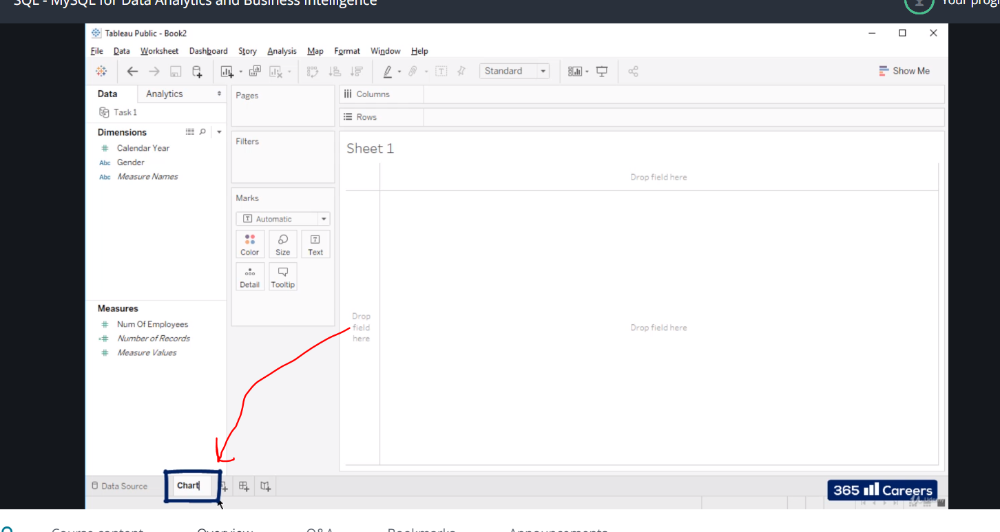 SQL - MySQL for Data Analytics and Business Intelligence
Your progr
Tableau Public - Book2
File Data Worksheet Dashboard Story Analysis Map Format Window Help
Standard
Show Me
Data Analytics
Pages
Columns
Task 1
Rows
Dimensions
Calendar Year
Abc Gender
Abc Measure Names
Filters
Sheet 1
Drop field here
Marks
Automatic
Color Size Text
Detail Tooltip
Measures
Num Of Employees
Number of Records
Measure Values
Drop
field
here
Drop field here
Data Source
Chart
365 Careers
Course content Overview Q&A Bookmarks Announcements